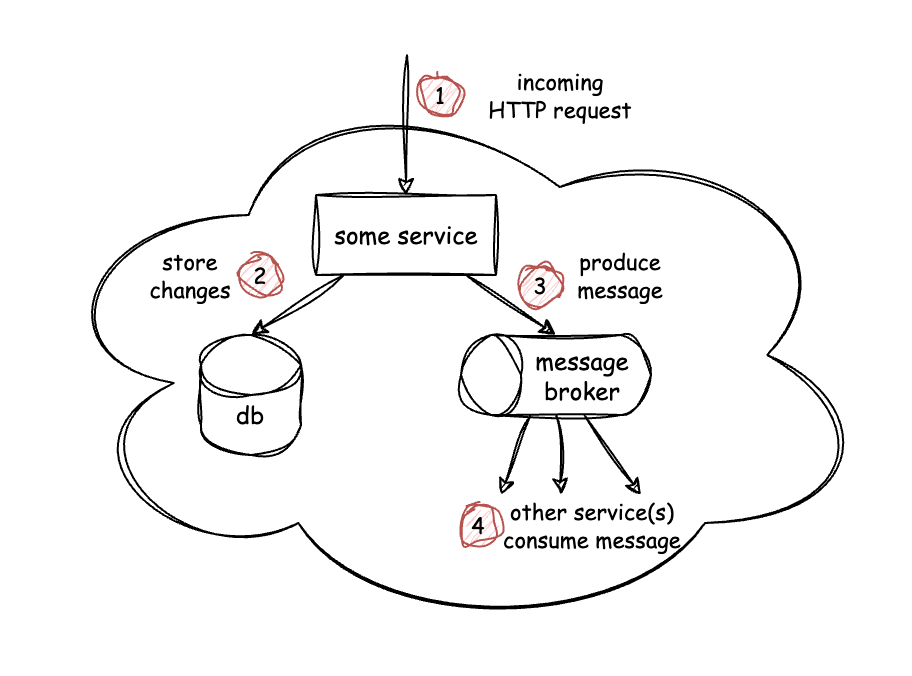 1
incoming
HTTP request
some service
store
changes
2
3
produce
message
db
message
broker
4
other service(s)
consume message